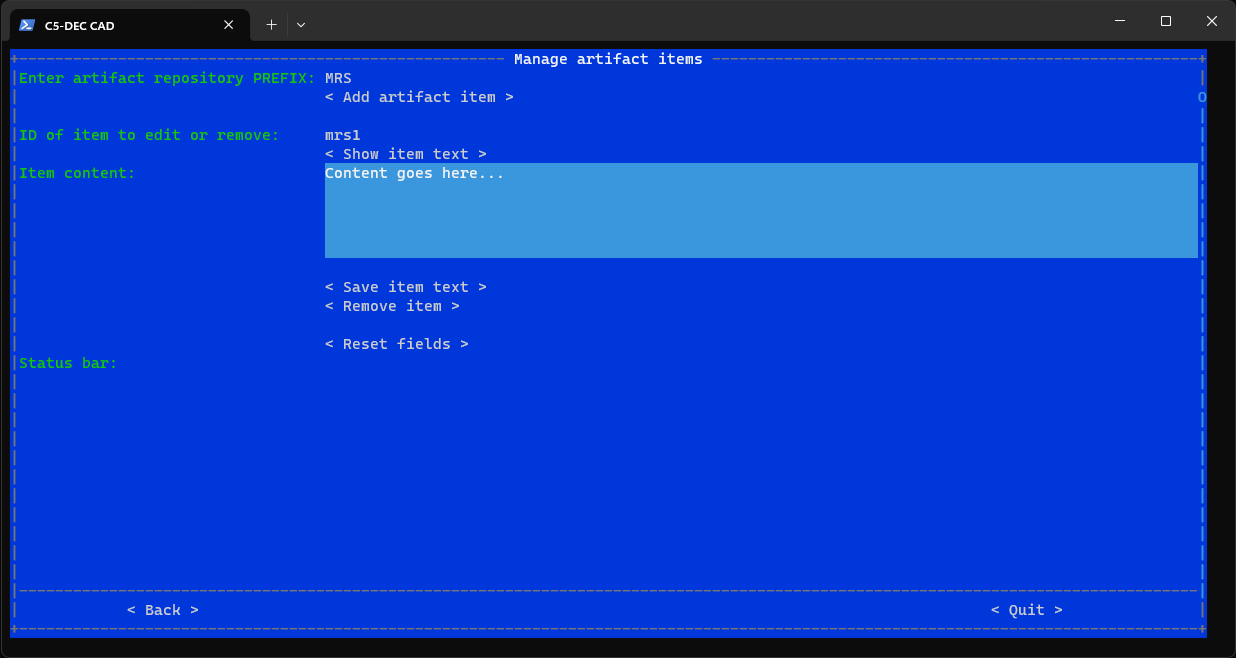 C5-DEC CAD
Manage artifact items
Enter artifact repository PREFIX: MRS
< Add artifact item >
ID of item to edit or remove: mrs1
< Show item text >
Item content: Content goes here...
< Save item text >
< Remove item >
< Reset fields >
Status bar:
< Back > < Quit >